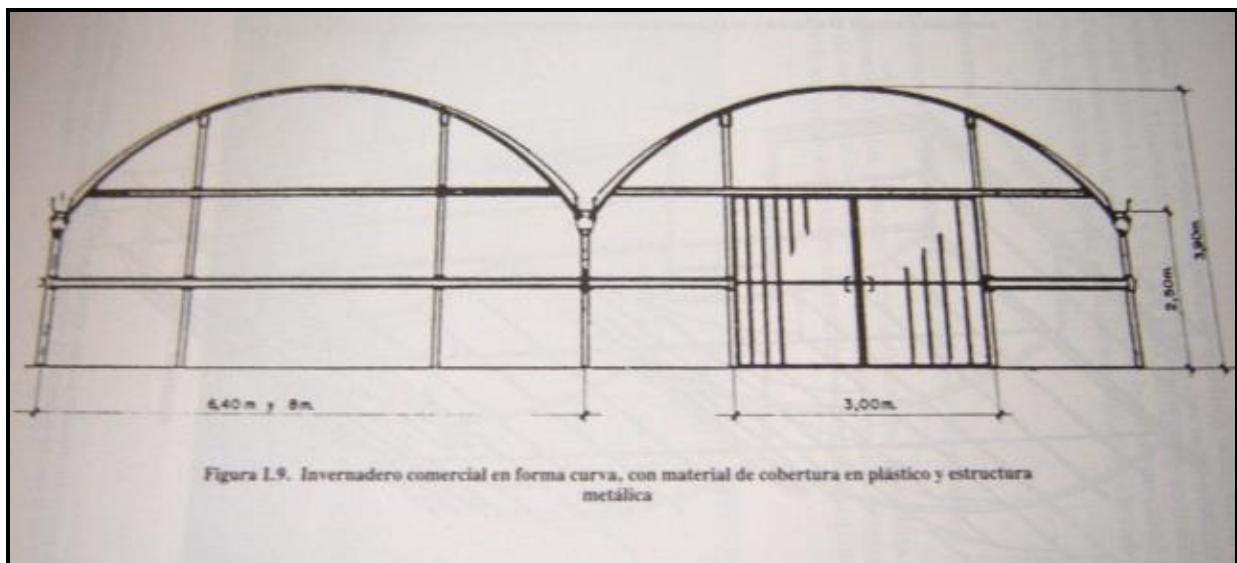 3,90m.
2,50m
6,40 m y 8m.
3,00m.
Figura I.9. Invernadero comercial en forma curva, con material de cobertura en plástico y estructura
metálica